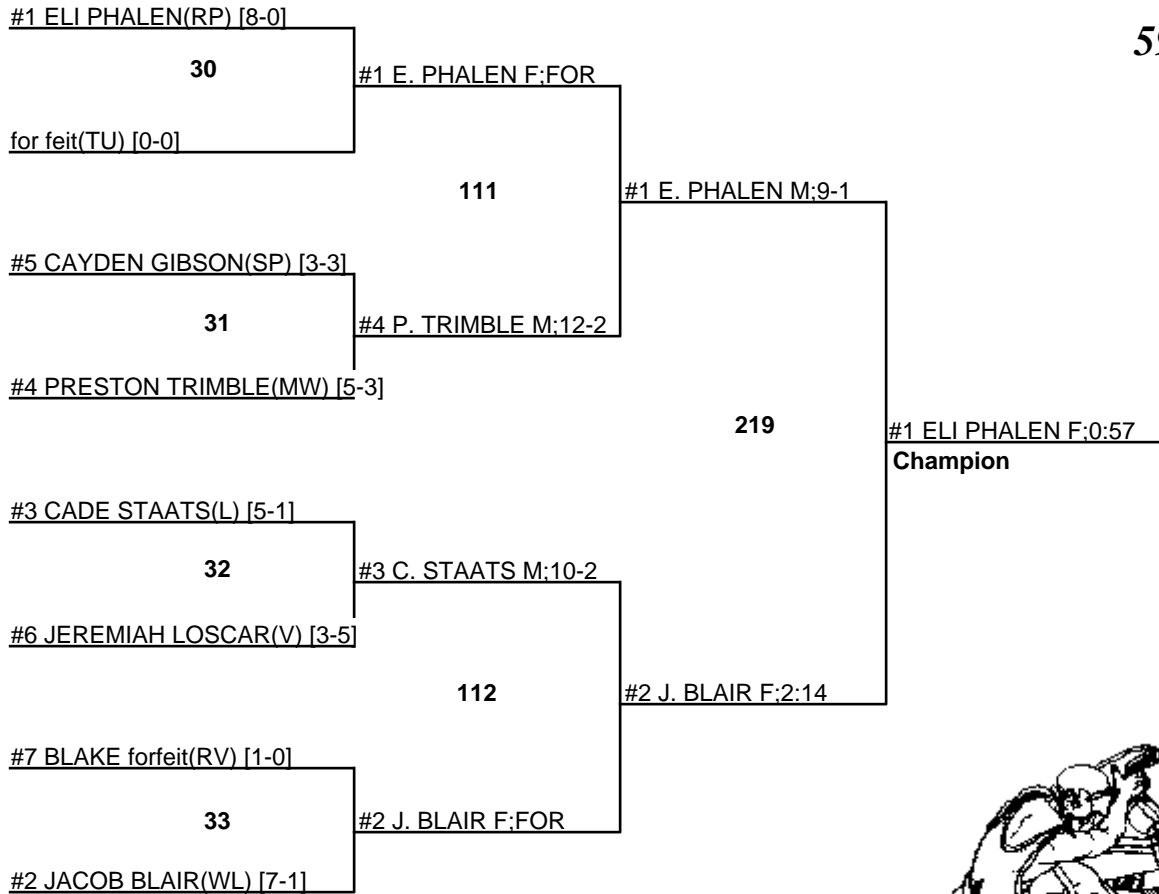 #1 ELI PHALEN(RP) [8-0]
30
#1 E. PHALEN F;FOR
for feit(TU) [0-0]
111
#1 E. PHALEN M;9-1
#5 CAYDEN GIBSON(SP) [3-3]
31
#4 P. TRIMBLE M;12-2
#4 PRESTON TRIMBLE(MW) [5-3]
219
#1 ELI PHALEN F;0:57
Champion
#3 CADE STAATS(L) [5-1]
32
#3 C. STAATS M;10-2
#6 JEREMIAH LOSCAR(V) [3-5]
112
#2 J. BLAIR F;2:14
#7 BLAKE forfeit(RV) [1-0]
33
#2 J. BLAIR F;FOR
#2 JACOB BLAIR(WL) [7-1]